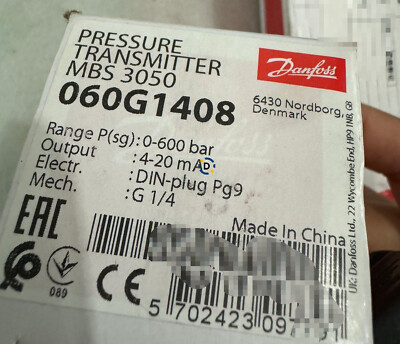 PRESSURE
TRANSMITTER
MBS 3050
060G1408
Danfoss
6430 Nordborg,
Denmark
Range P(sg): 0-600 bar
Output : 4-20 mA
Electr. : DIN-plug Pg9
Mech. : G 1/4
UK: Danfoss Ltd., 22 Wycombe End, HP9 1NB, GB
EAC
Made In China
089
CE
5 702423 09